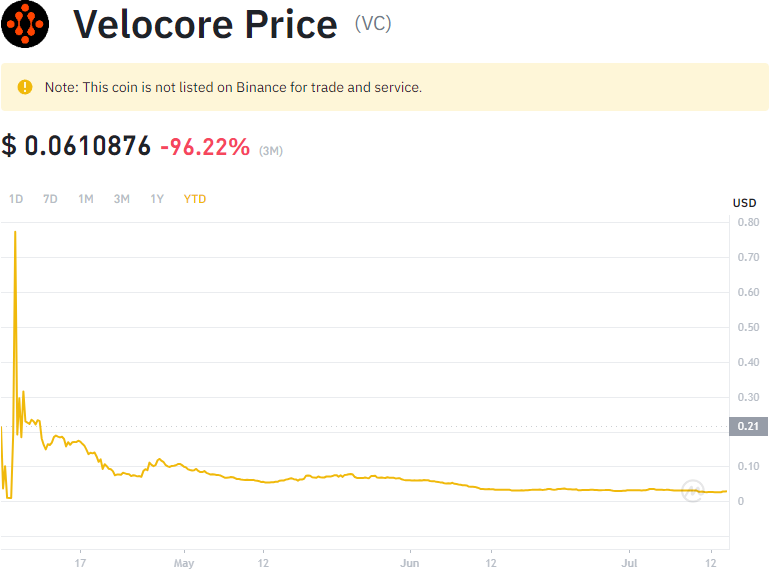 Velocore Price (VC)
Note: This coin is not listed on Binance for trade and service.
$ 0.0610876 -96.22% (3M)
1D 7D 1M 3M 1Y YTD
USD
0.80
0.70
0.60
0.50
0.40
0.30
0.21
0.10
0
17 May 12 Jun 12 Jul 12